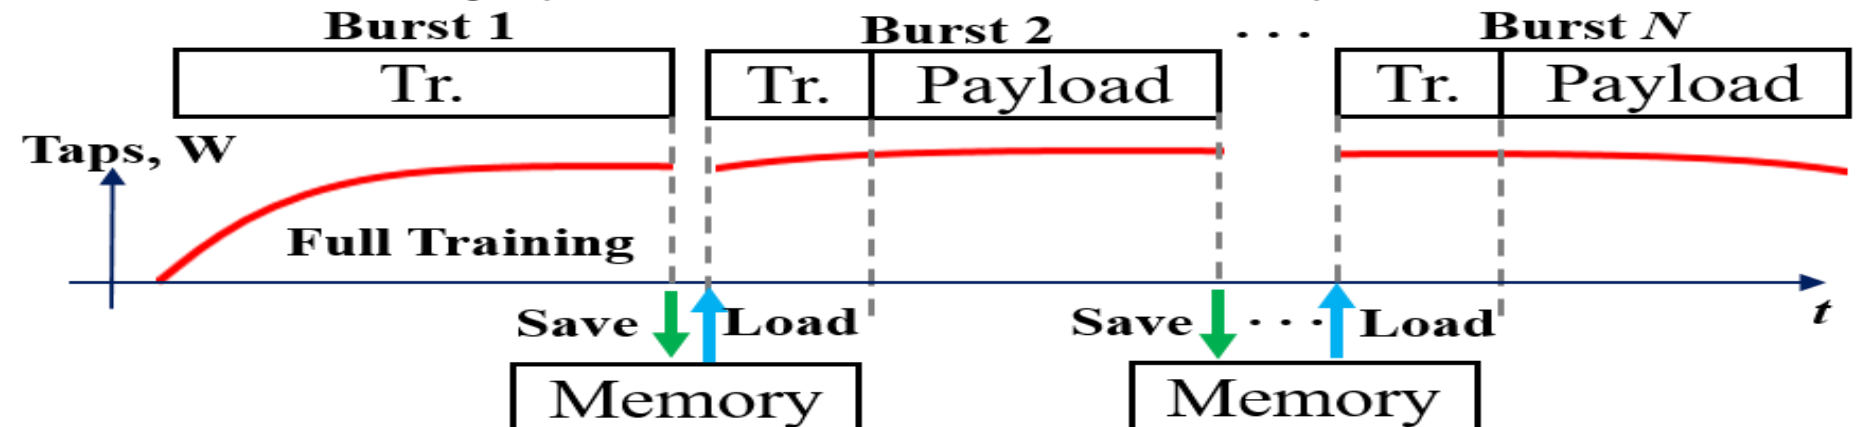 Burst 1 Burst 2 . . . Burst N
Tr. Tr. Payload Tr. Payload
Taps, W
Full Training
Save Load Save . . . Load t
Memory Memory